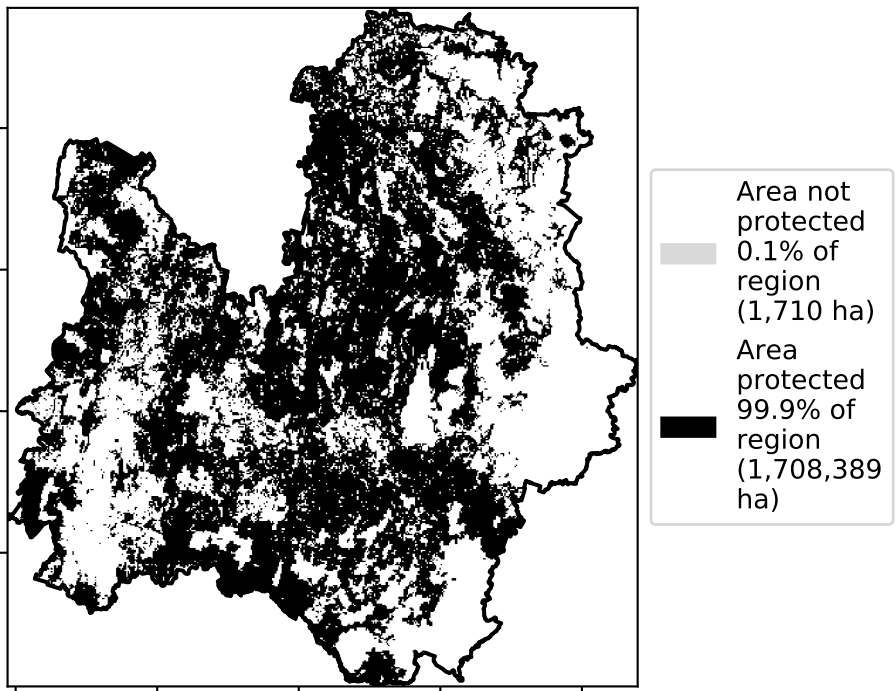 Area not
protected
0.1% of
region
(1,710 ha)
Area
protected
99.9% of
region
(1,708,389
ha)